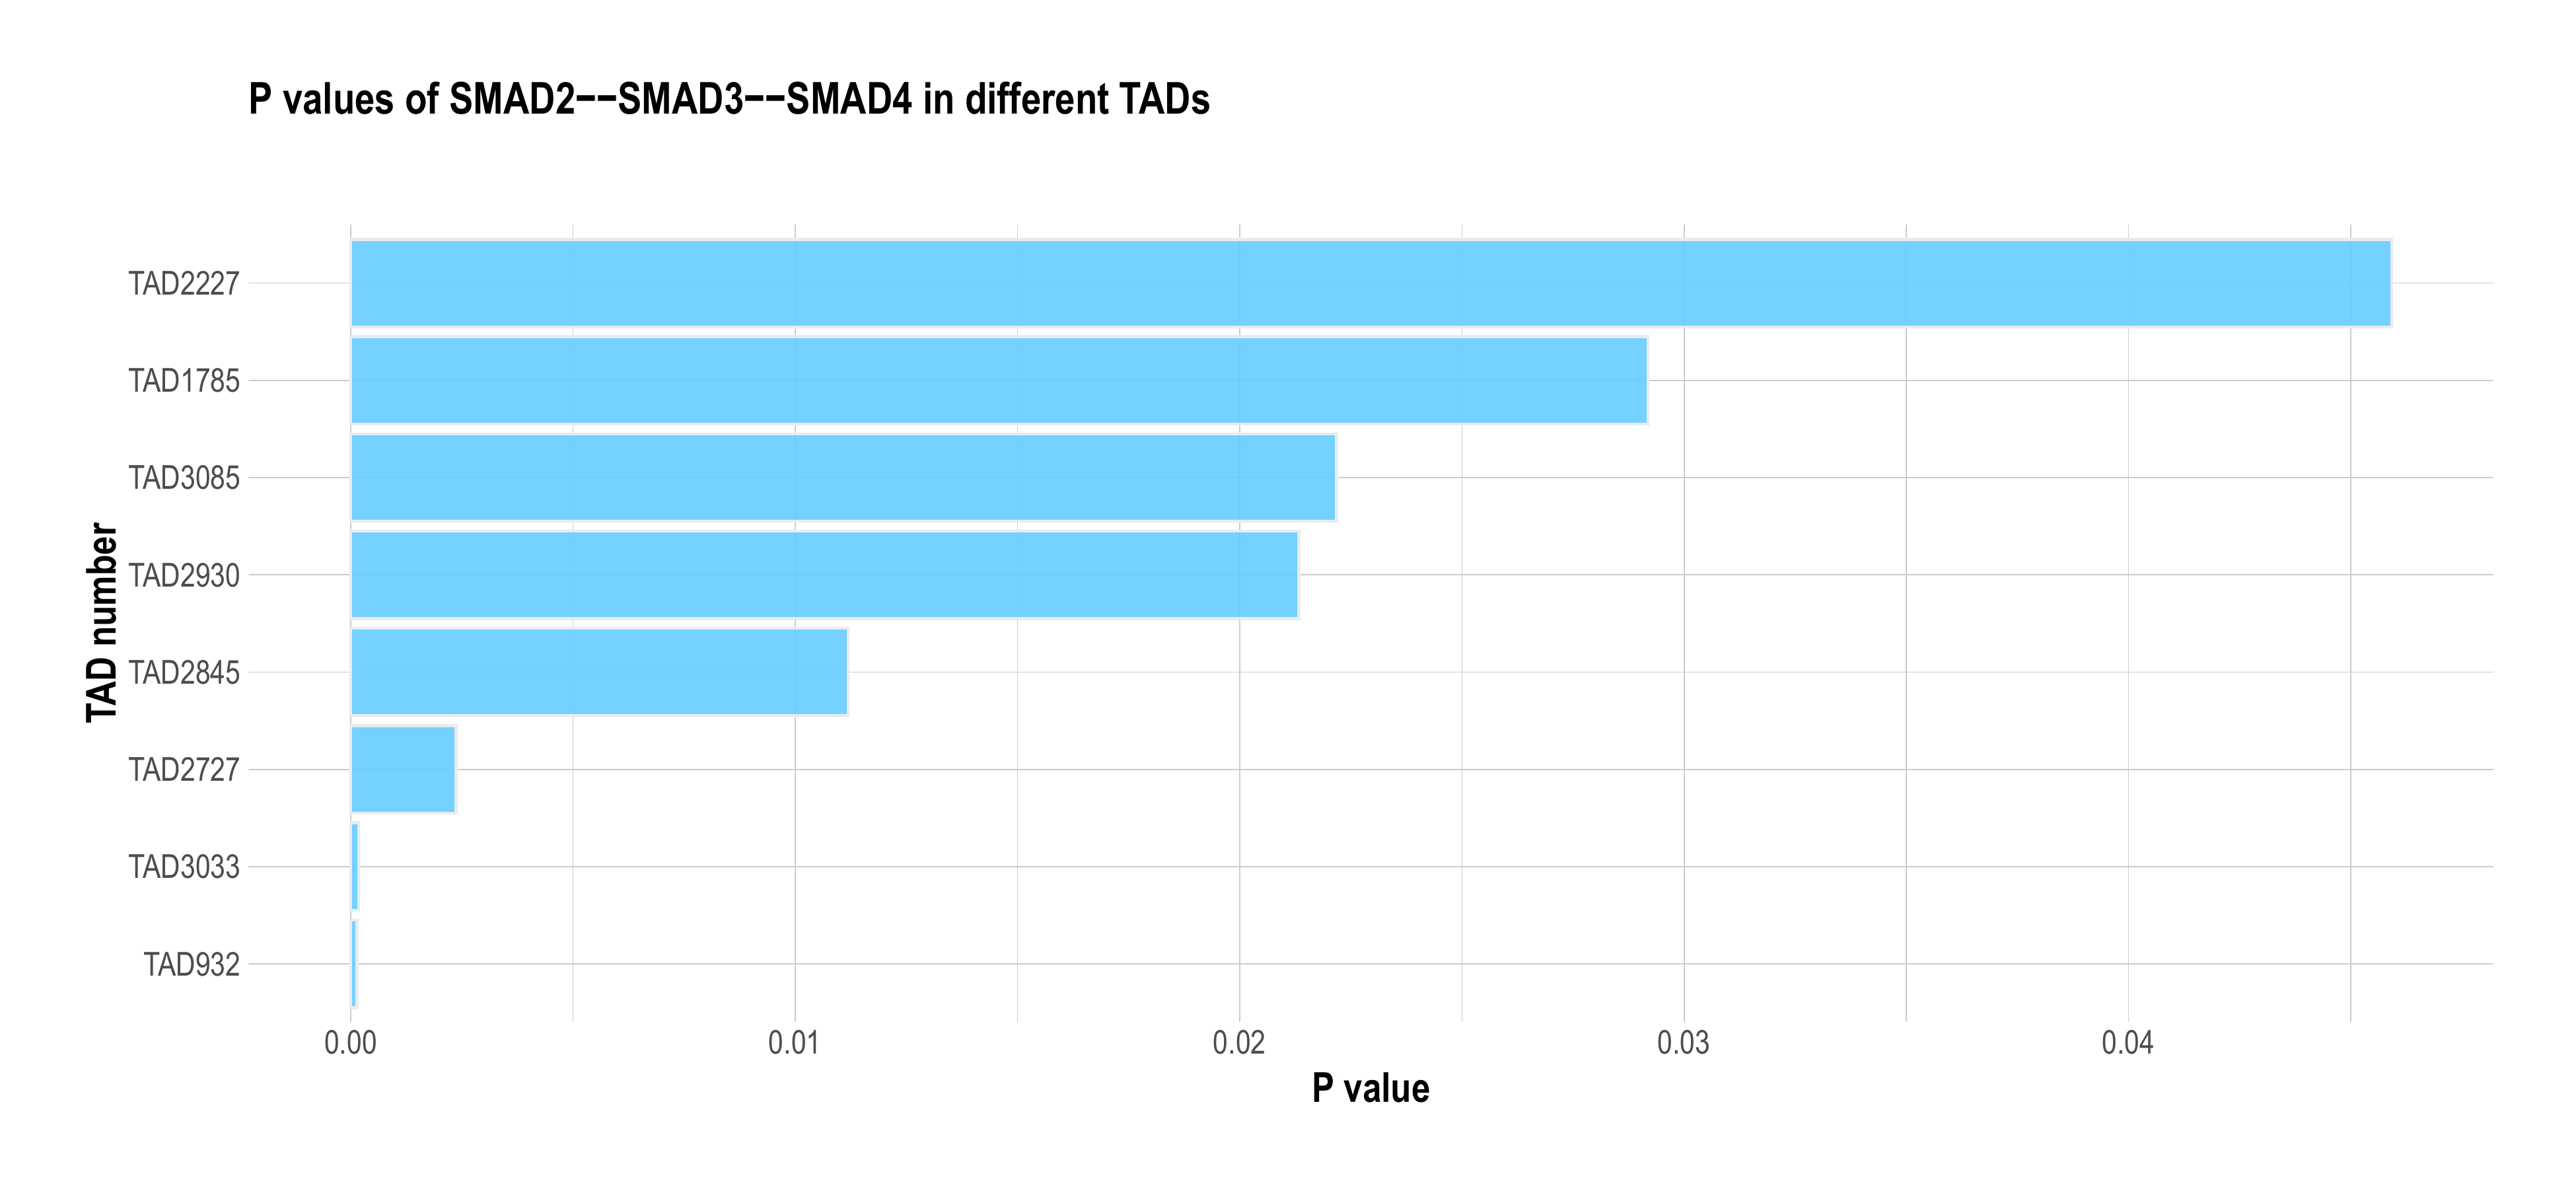 P values of SMAD2−−SMAD3−−SMAD4 in different TADs
TAD number
TAD2227
TAD1785
TAD3085
TAD2930
TAD2845
TAD2727
TAD3033
TAD932
0.00 0.01 0.02 0.03 0.04
P value